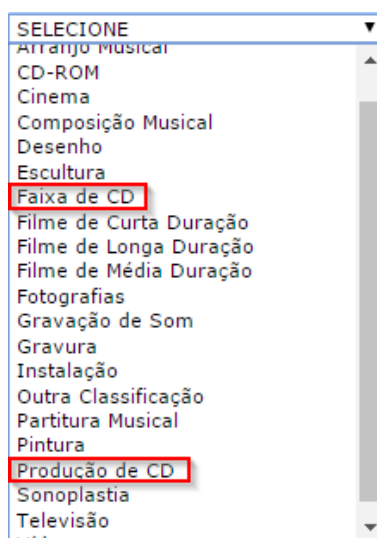 SELECIONE
Arranjo Musical
CD-ROM
Cinema
Composição Musical
Desenho
Escultura
Faixa de CD
Filme de Curta Duração
Filme de Longa Duração
Filme de Média Duração
Fotografias
Gravação de Som
Gravura
Instalação
Outra Classificação
Partitura Musical
Pintura
Produção de CD
Sonoplastia
Televisão